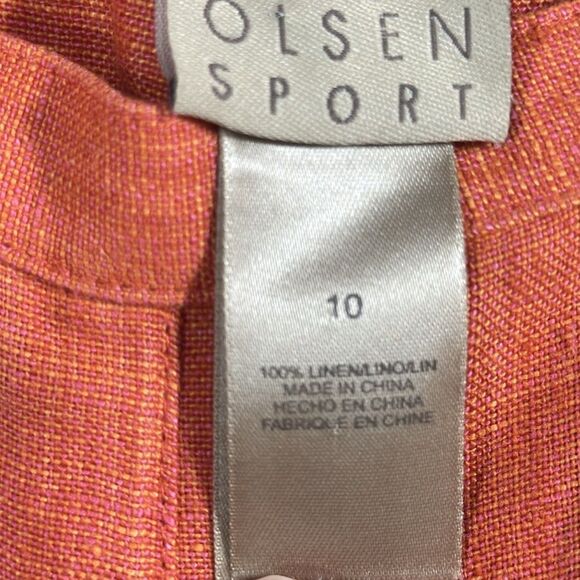 OLSEN
SPORT
10
100% LINEN/LINO/LIN
MADE IN CHINA
HECHO EN CHINA
FABRIQUE EN CHINE